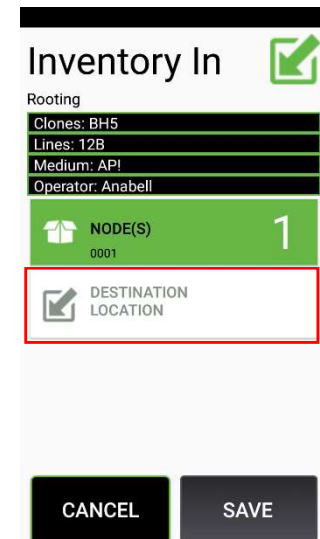 Inventory In
Rooting
Clones: BH5
Lines: 12B
Medium: AP!
Operator: Anabell
NODE(S) 1
0001
DESTINATION
LOCATION
CANCEL SAVE